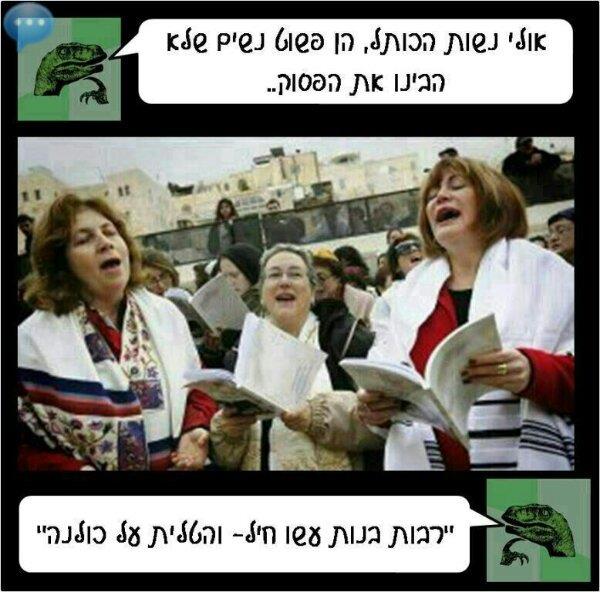 אולי נשות הכותל, הן פשוט נשים שלא
הבינו את הפסוק..
"רבות בנות עשו חיל- והטלית על כולנה"